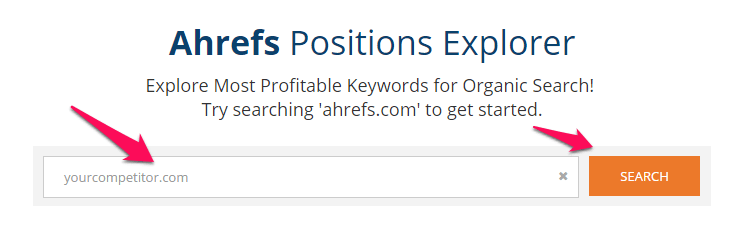 Ahrefs Positions Explorer
Explore Most Profitable Keywords for Organic Search!
Try searching 'ahrefs.com' to get started.
yourcompetitor.com
SEARCH